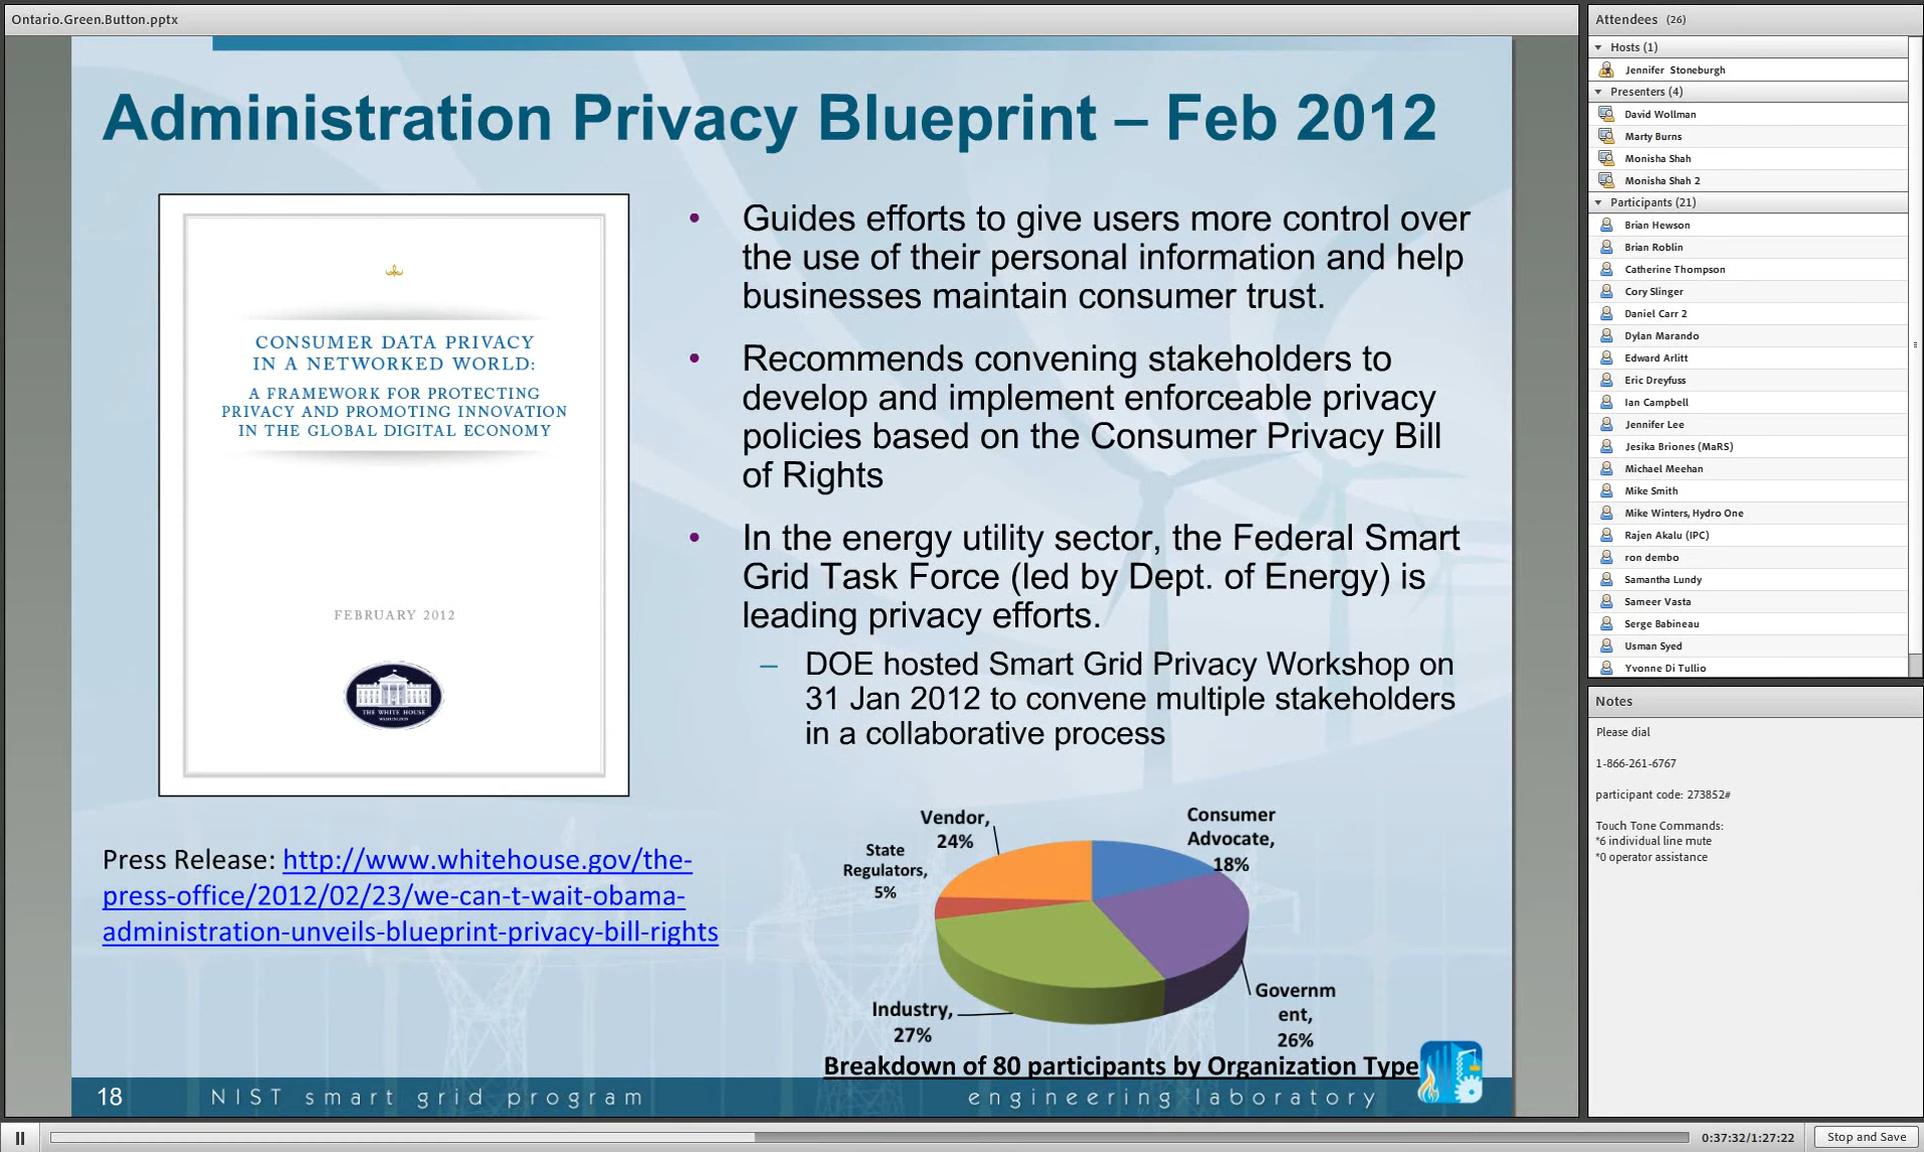 Ontario.Green.Button.pptx
Administration Privacy Blueprint – Feb 2012
CONSUMER DATA PRIVACY
IN A NETWORKED WORLD:
A FRAMEWORK FOR PROTECTING
PRIVACY AND PROMOTING INNOVATION
IN THE GLOBAL DIGITAL ECONOMY
FEBRUARY 2012
THE WHITE HOUSE
WASHINGTON
Press Release: http://www.whitehouse.gov/the-
press-office/2012/02/23/we-can-t-wait-obama-
administration-unveils-blueprint-privacy-bill-rights
• Guides efforts to give users more control over
the use of their personal information and help
businesses maintain consumer trust.
• Recommends convening stakeholders to
develop and implement enforceable privacy
policies based on the Consumer Privacy Bill
of Rights
• In the energy utility sector, the Federal Smart
Grid Task Force (led by Dept. of Energy) is
leading privacy efforts.
– DOE hosted Smart Grid Privacy Workshop on
31 Jan 2012 to convene multiple stakeholders
in a collaborative process
Vendor,
24%
Consumer
Advocate,
18%
State
Regulators,
5%
Industry,
27%
Governm
ent,
26%
Breakdown of 80 participants by Organization Type
18
NIST smart grid program
engineering laboratory
Attendees (26)
Hosts (1)
Jennifer Stoneburgh
Presenters (4)
David Wollman
Marty Burns
Monisha Shah
Monisha Shah 2
Participants (21)
Brian Hewson
Brian Roblin
Catherine Thompson
Cory Slinger
Daniel Carr 2
Dylan Marando
Edward Arlitt
Eric Dreyfuss
Ian Campbell
Jennifer Lee
Jesika Briones (MaRS)
Michael Meehan
Mike Smith
Mike Winters, Hydro One
Rajen Akalu (IPC)
ron dembo
Samantha Lundy
Sameer Vasta
Serge Babineau
Usman Syed
Yvonne Di Tullio
Notes
Please dial
1-866-261-6767
participant code: 273852#
Touch Tone Commands:
*6 individual line mute
*0 operator assistance
0:37:32/1:27:22
Stop and Save